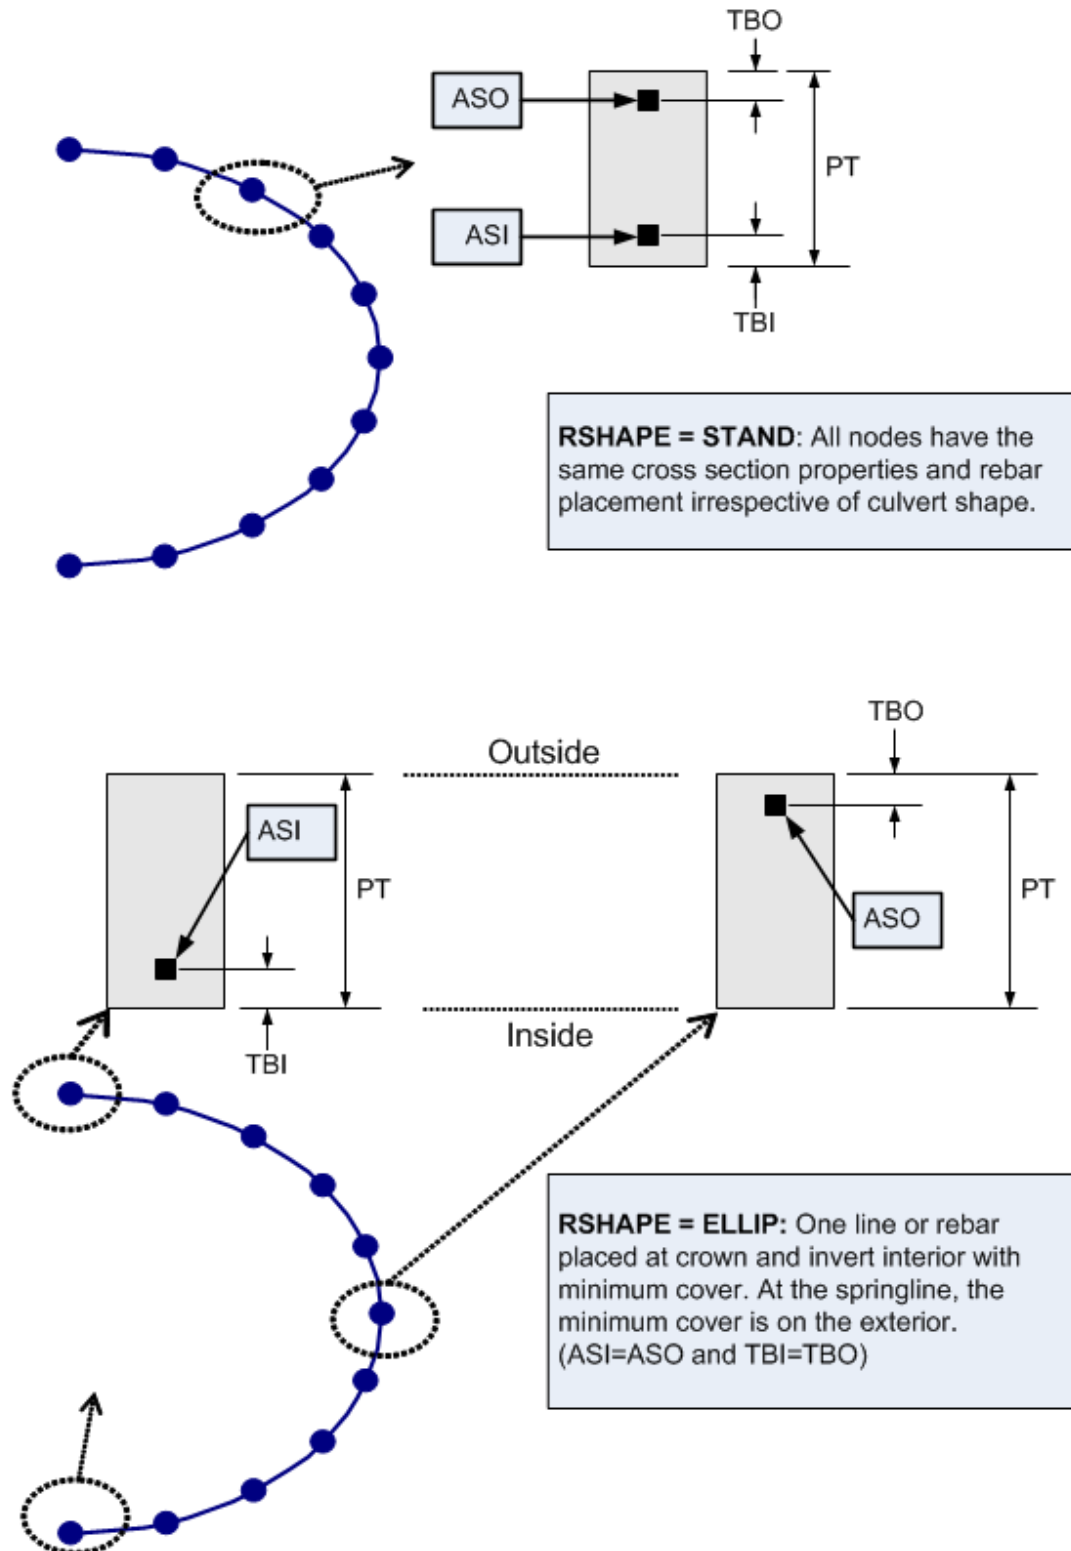 TBO
ASO
PT
ASI
TBI
RSHAPE = STAND: All nodes have the
same cross section properties and rebar
placement irrespective of culvert shape.
TBO
Outside
ASI
PT
ASO
PT
Inside
TBI
RSHAPE = ELLIP: One line or rebar
placed at crown and invert interior with
minimum cover. At the springline, the
minimum cover is on the exterior.
(ASI=ASO and TBI=TBO)